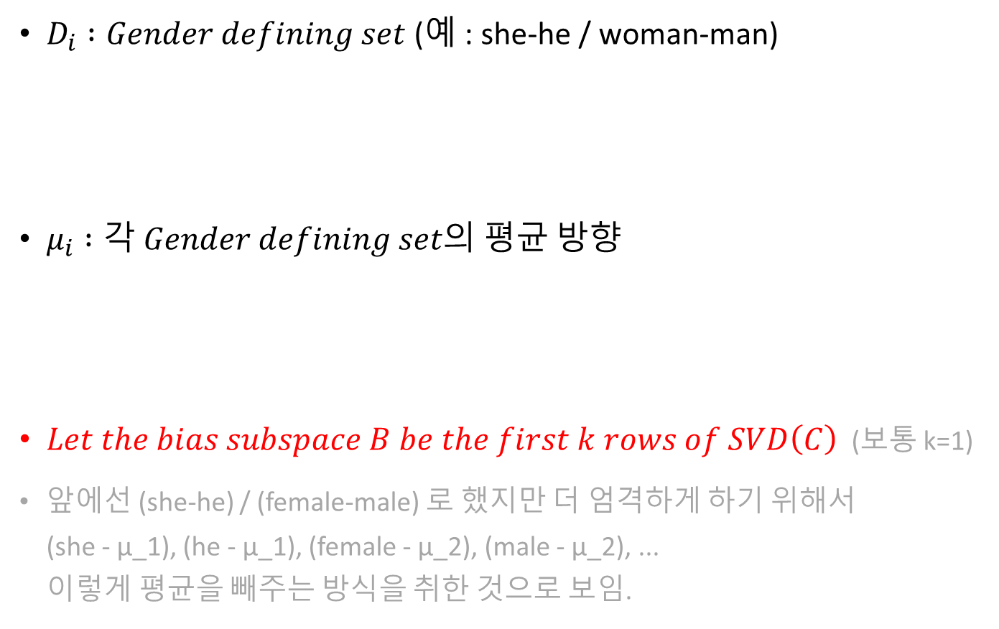 • D_i : Gender defining set (예 : she-he / woman-man)
• μ_i : 각 Gender defining set의 평균 방향
• Let the bias subspace B be the first k rows of SVD(C) (보통 k=1)
• 앞에선 (she-he) / (female-male) 로 했지만 더 엄격하게 하기 위해서
(she - μ_1), (he - μ_1), (female - μ_2), (male - μ_2), ...
이렇게 평균을 빼주는 방식을 취한 것으로 보임.